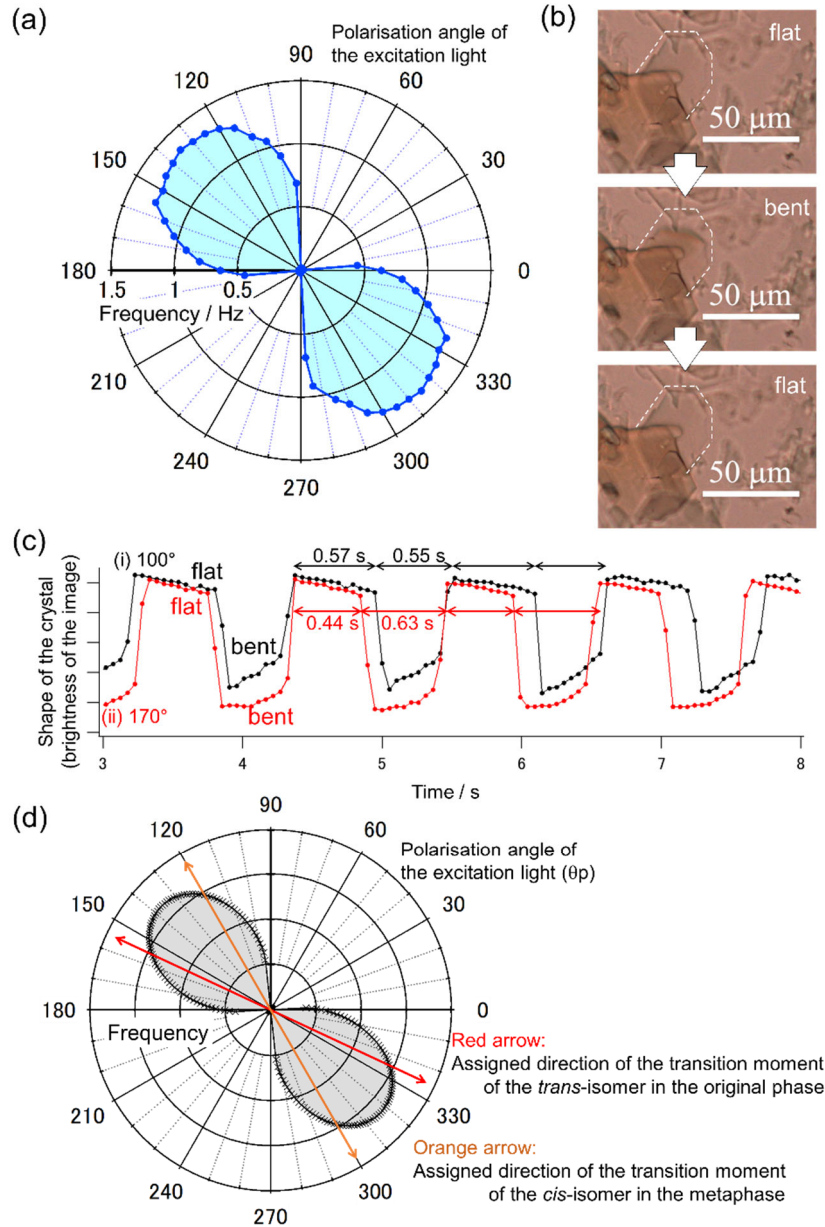 (a)
Polarisation angle of
the excitation light
90
120
60
150
30
180
0
1.5
1
0.5
Frequency / Hz
210
330
240
300
270
(b)
flat
50 μm
bent
50 μm
flat
50 μm
(c)
(i) 100°
flat
flat
0.57 s
0.55 s
0.44 s
0.63 s
bent
(ii) 170°
bent
Shape of the crystal
(brightness of the image)
3
4
5
6
7
8
Time / s
(d)
90
120
60
Polarisation angle of
the excitation light (θp)
150
30
180
0
Frequency
Red arrow:
Assigned direction of the transition moment
of the trans-isomer in the original phase
210
330
Orange arrow:
Assigned direction of the transition moment
of the cis-isomer in the metaphase
240
300
270